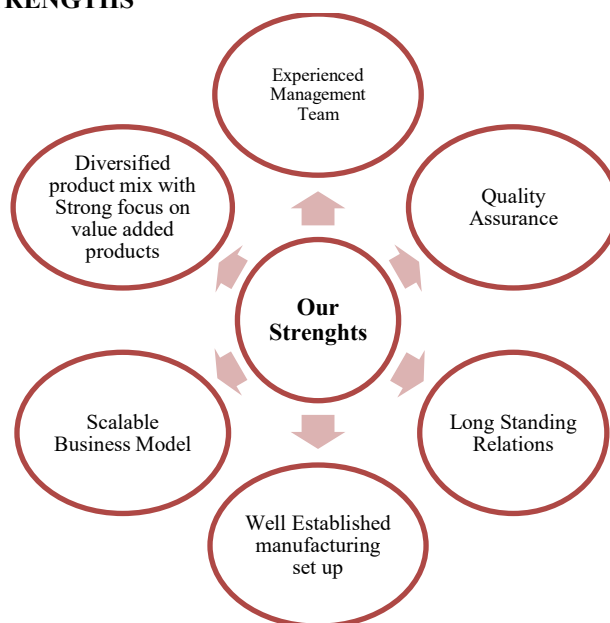 RENGTHS
Experienced
Management
Team
Diversified
product mix with
Strong focus on
value added
products
Quality
Assurance
Our
Strenghts
Scalable
Business Model
Long Standing
Relations
Well Established
manufacturing
set up